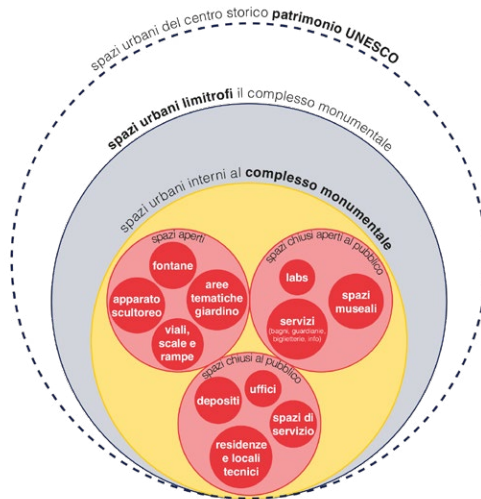 spazi urbani del centro storico patrimonio UNESCO
spazi urbani limitrofi il complesso monumentale
spazi urbani interni al complesso monumentale
spazi aperti
fontane
apparato
scultoreo
aree
tematiche
giardino
viali,
scale e
rampe
spazi chiusi aperti al pubblico
labs
spazi
museali
servizi
(bagni, guardianie,
biglietterie, info)
spazi chiusi al pubblico
depositi
uffici
spazi di
servizio
residenze
e locali
tecnici